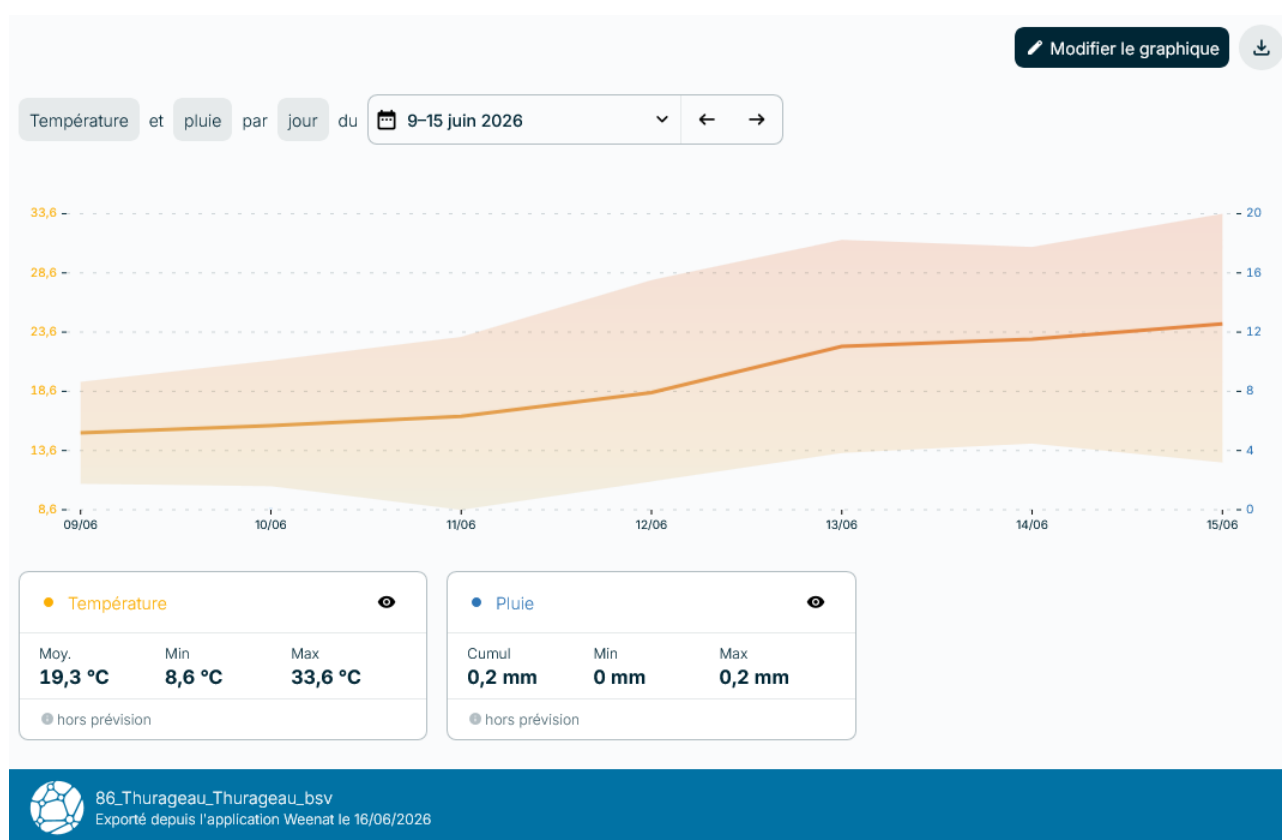 Modifier le graphique
Température et pluie par jour du 9–15 juin 2026
33,6
28,6
23,6
18,6
13,6
8,6
20
16
12
8
4
0
09/06 10/06 11/06 12/06 13/06 14/06 15/06
Température
Moy. Min Max
19,3 °C 8,6 °C 33,6 °C
hors prévision
Pluie
Cumul Min Max
0,2 mm 0 mm 0,2 mm
hors prévision
86_Thurageau_Thurageau_bsv
Exporté depuis l'application Weenat le 16/06/2026